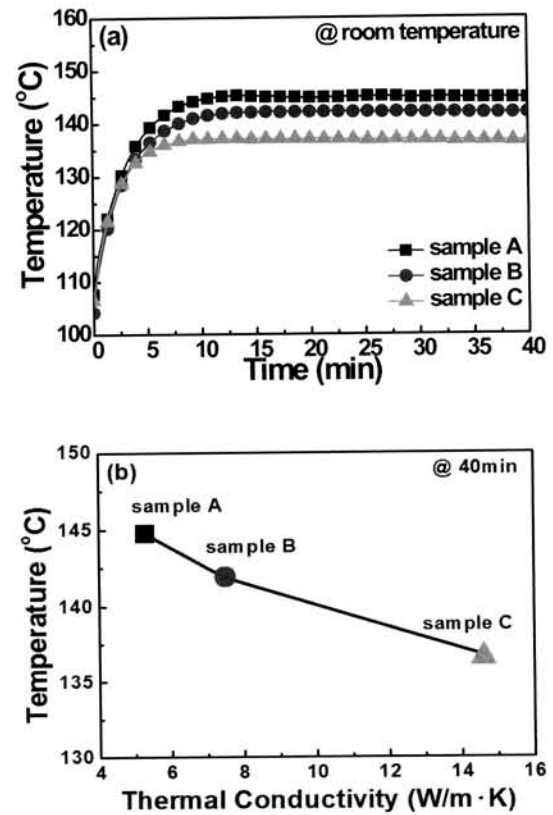 160
(a)
@ room temperature
150
140
130
120
110
100
Temperature (°C)
sample A
sample B
sample C
0 5 10 15 20 25 30 35 40
Time (min)
150
(b)
@ 40min
145
140
135
130
Temperature (°C)
sample A
sample B
sample C
4 6 8 10 12 14 16
Thermal Conductivity (W/m·K)